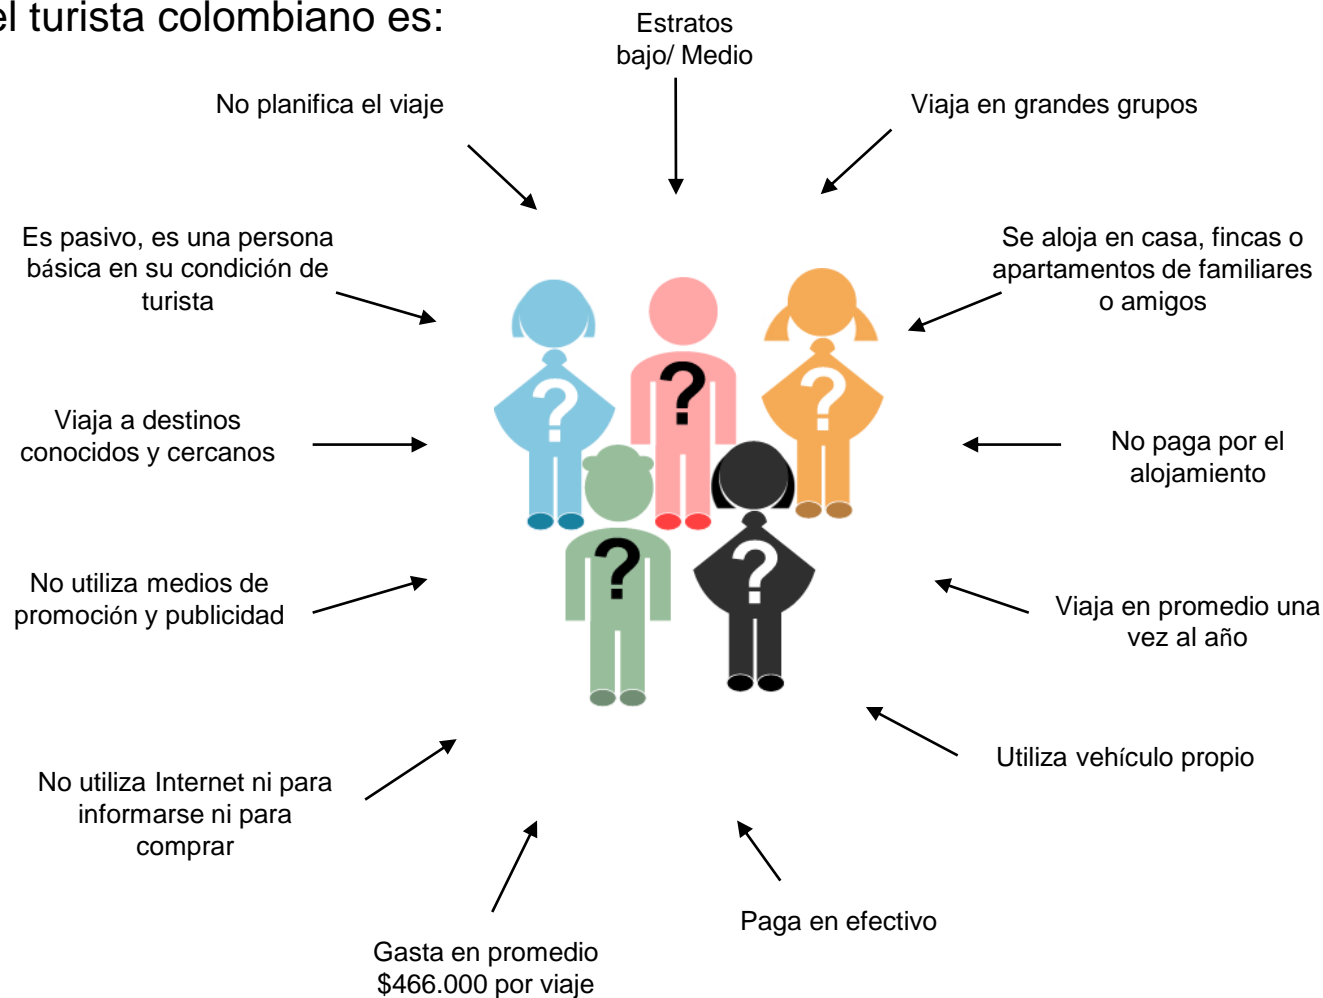 el turista colombiano es:
Estratos
bajo/ Medio
No planifica el viaje
Viaja en grandes grupos
Es pasivo, es una persona
básica en su condición de
turista
Se aloja en casa, fincas o
apartamentos de familiares
o amigos
Viaja a destinos
conocidos y cercanos
No paga por el
alojamiento
No utiliza medios de
promoción y publicidad
Viaja en promedio una
vez al año
No utiliza Internet ni para
informarse ni para
comprar
Utiliza vehículo propio
Gasta en promedio
$466.000 por viaje
Paga en efectivo
?
?
?
?
?